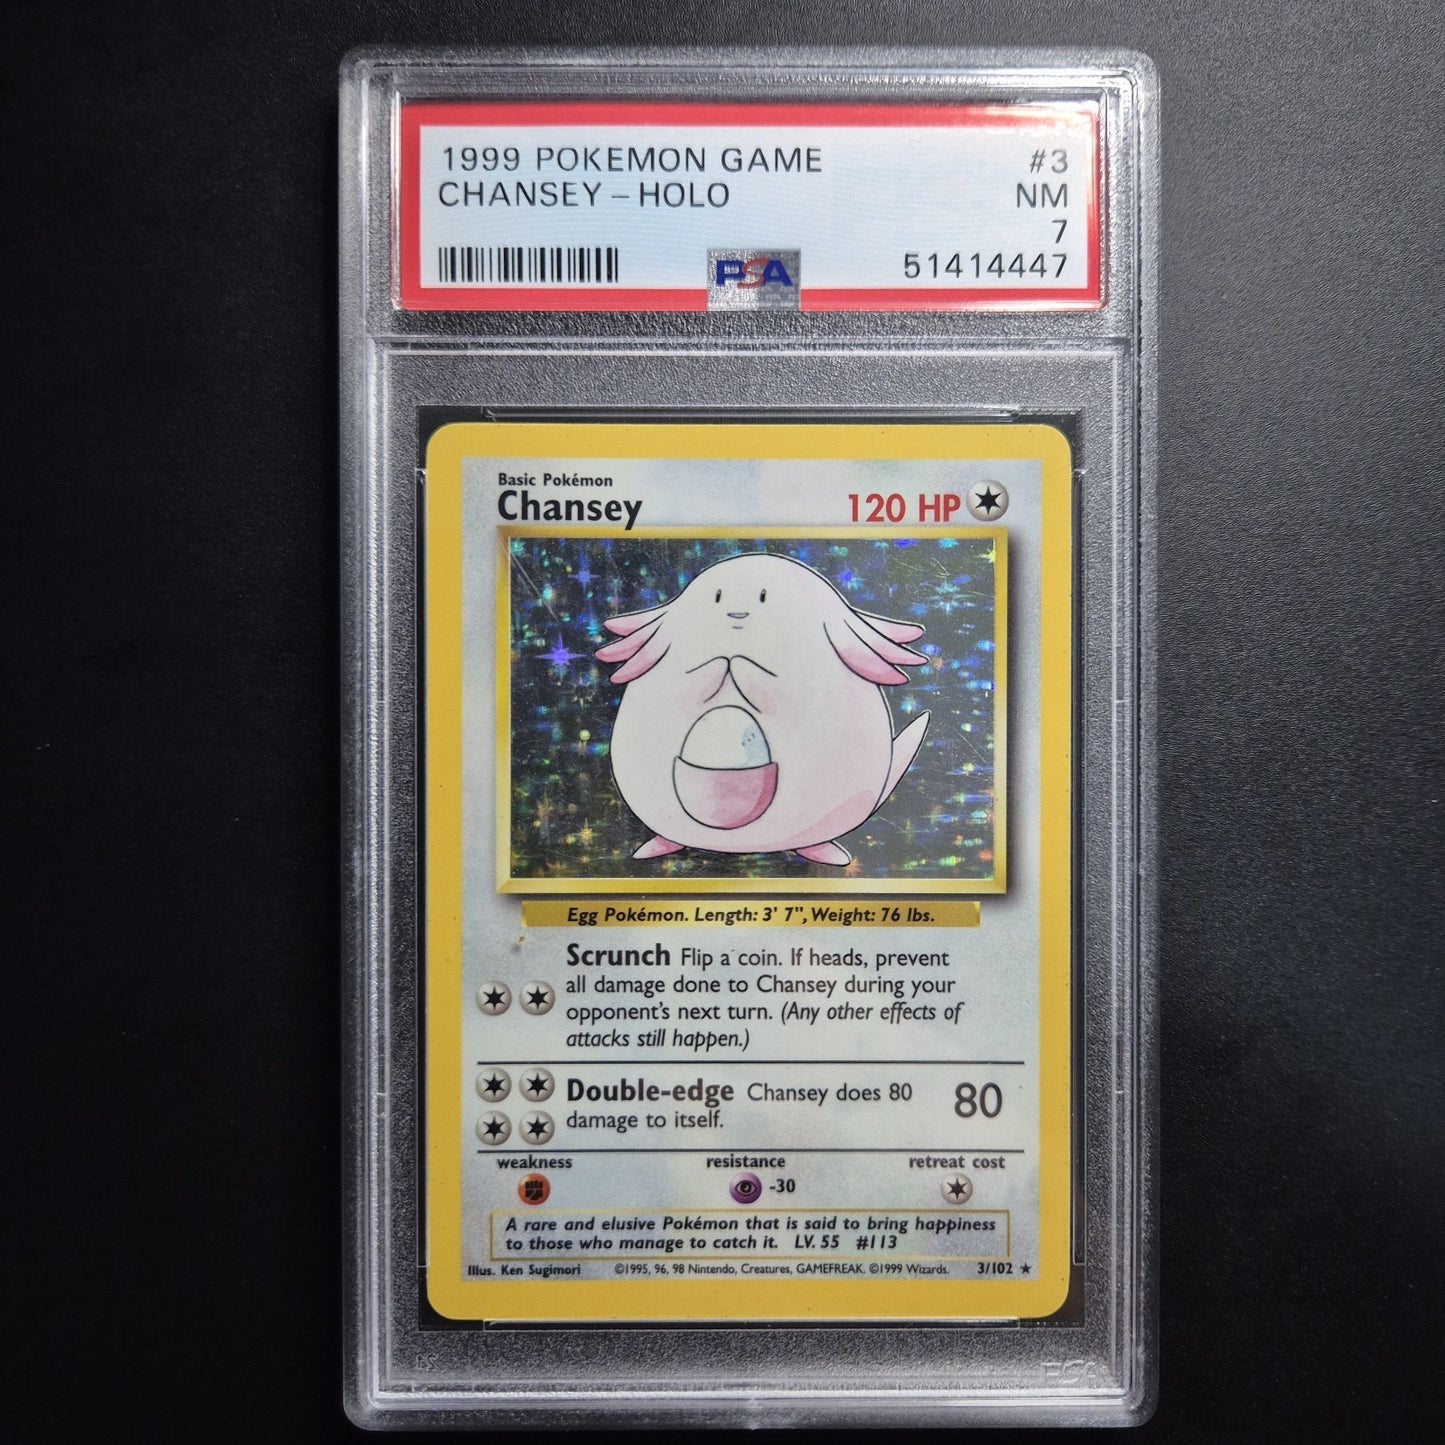 1999 POKEMON GAME #3
CHANSEY - HOLO NM
7
PSA 51414447
Basic Pokémon
Chansey 120 HP
Egg Pokémon. Length: 3' 7", Weight: 76 lbs.
Scrunch Flip a coin. If heads, prevent
all damage done to Chansey during your
opponent's next turn. (Any other effects of
attacks still happen.)
Double-edge Chansey does 80 80
damage to itself.
weakness resistance retreat cost
-30
A rare and elusive Pokémon that is said to bring happiness
to those who manage to catch it. LV. 55 #113
Illus. Ken Sugimori ©1995, 96, 98 Nintendo, Creatures, GAMEFREAK. ©1999 Wizards. 3/102 ★
PSA